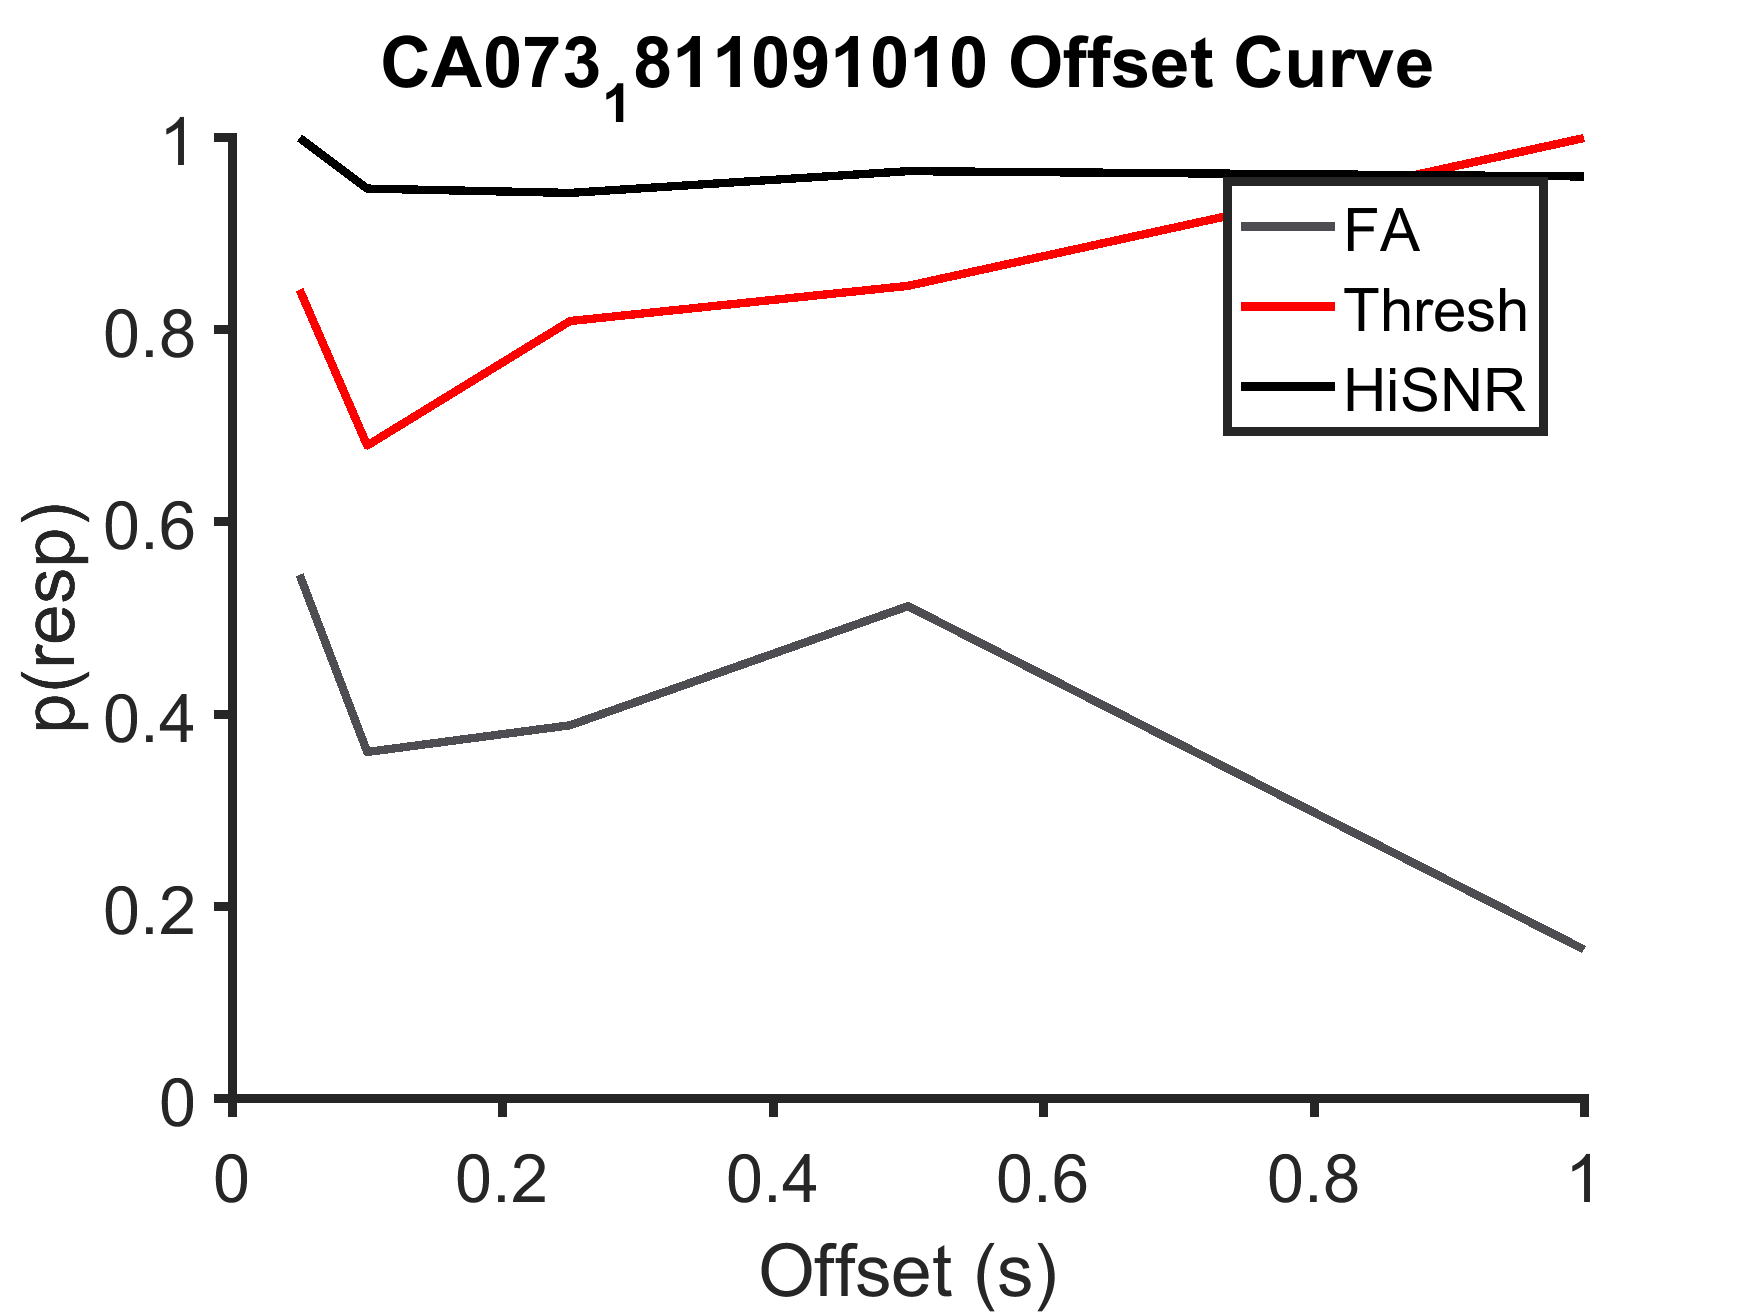 CA073₁811091010 Offset Curve
1
0.8
0.6
0.4
0.2
0
p(resp)
FA
Thresh
HiSNR
0 0.2 0.4 0.6 0.8 1
Offset (s)